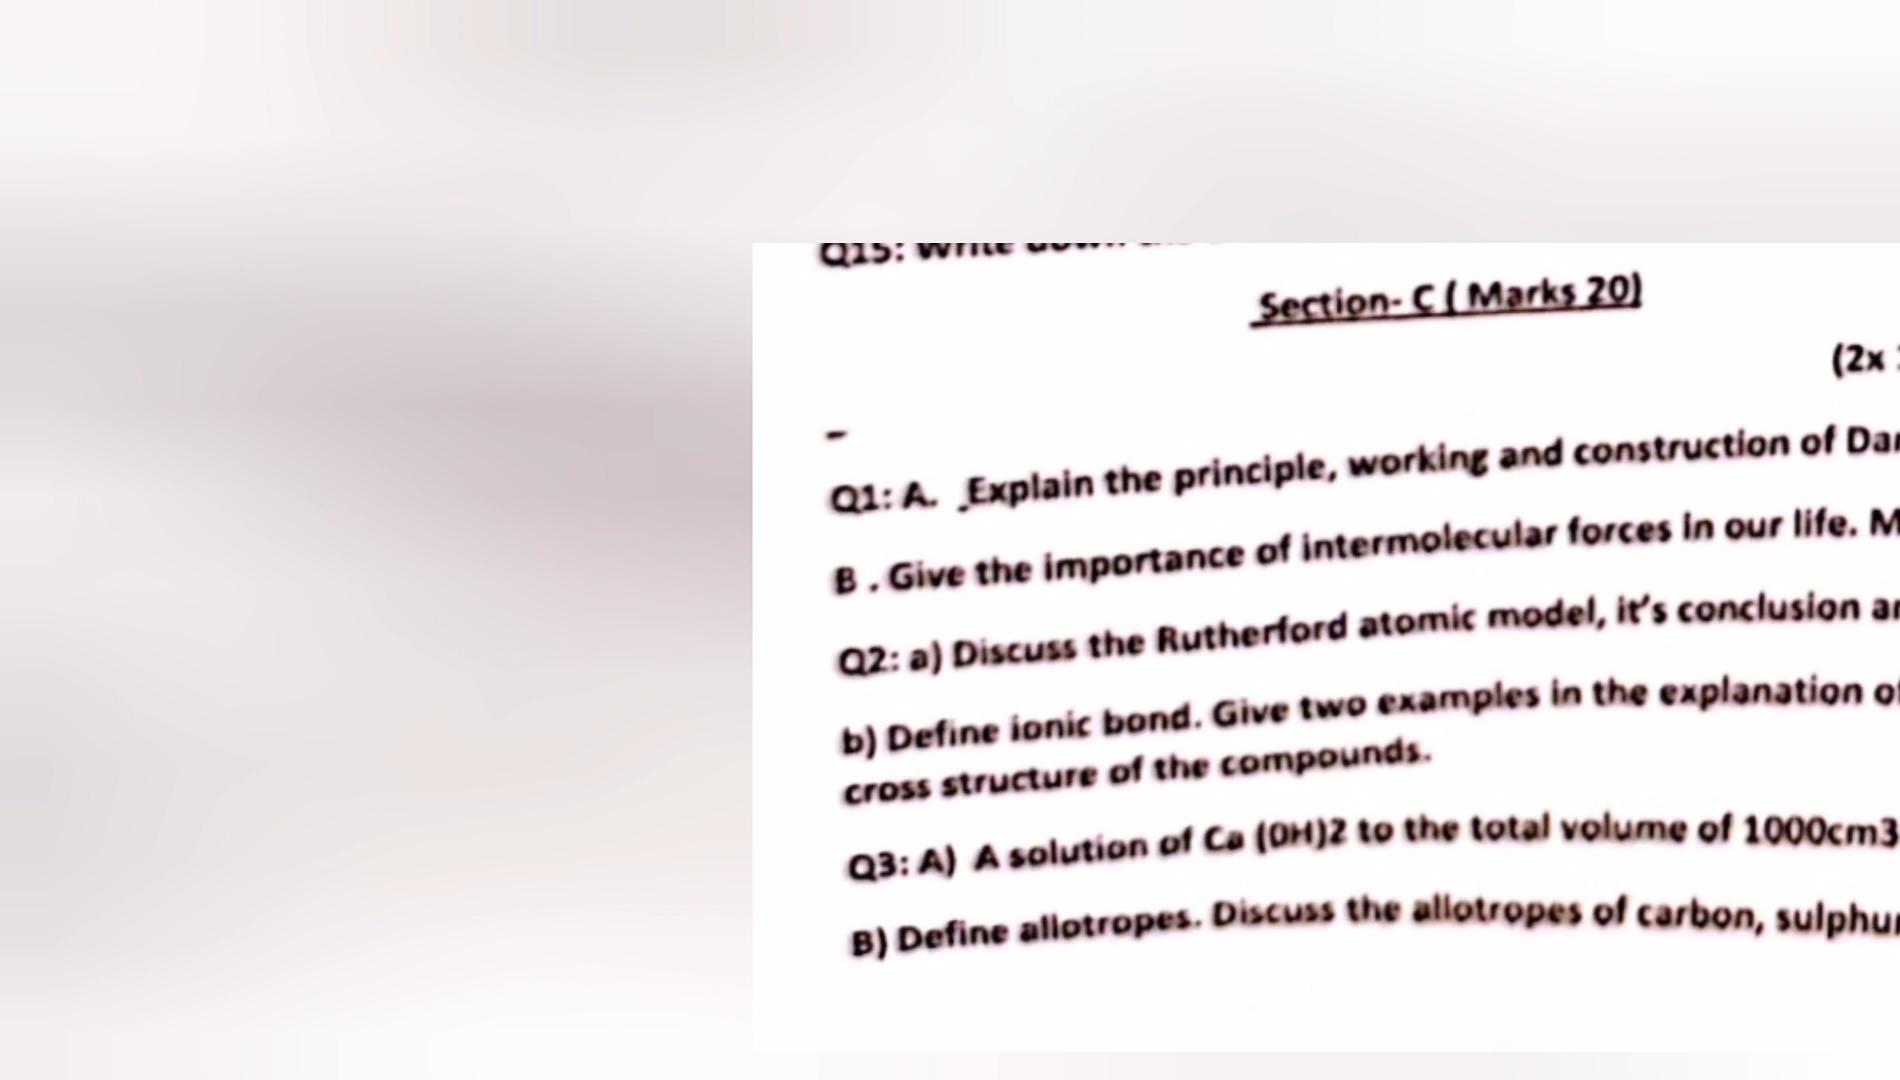 Q15: Write down
Section- C ( Marks 20)
(2x
–
Q1: A. Explain the principle, working and construction of
B . Give the importance of intermolecular forces in our life.
Q2: a) Discuss the Rutherford atomic model, it’s conclusion
b) Define ionic bond. Give two examples in the explanation of
cross structure of the compounds.
Q3: A) A solution of Ca (OH)2 to the total volume of 1000cm3
B) Define allotropes. Discuss the allotropes of carbon, sulphur